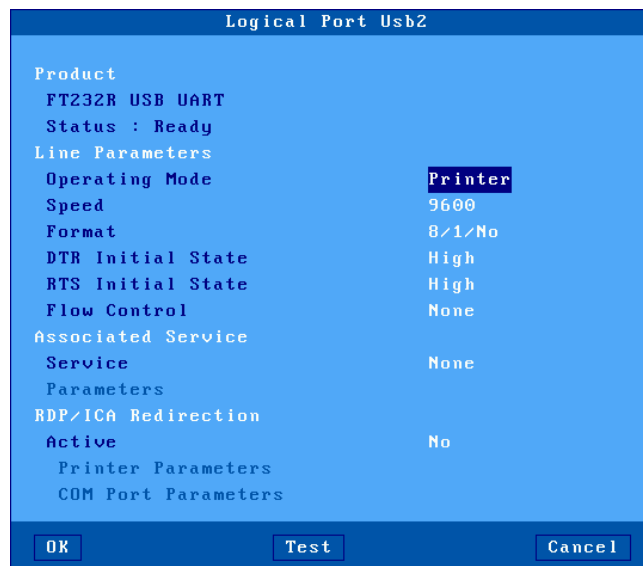 Logical Port Usb2
Product
FT232R USB UART
Status : Ready
Line Parameters
Operating Mode Printer
Speed 9600
Format 8/1/No
DTR Initial State High
RTS Initial State High
Flow Control None
Associated Service
Service None
Parameters
RDP/ICA Redirection
Active No
Printer Parameters
COM Port Parameters
OK Test Cancel